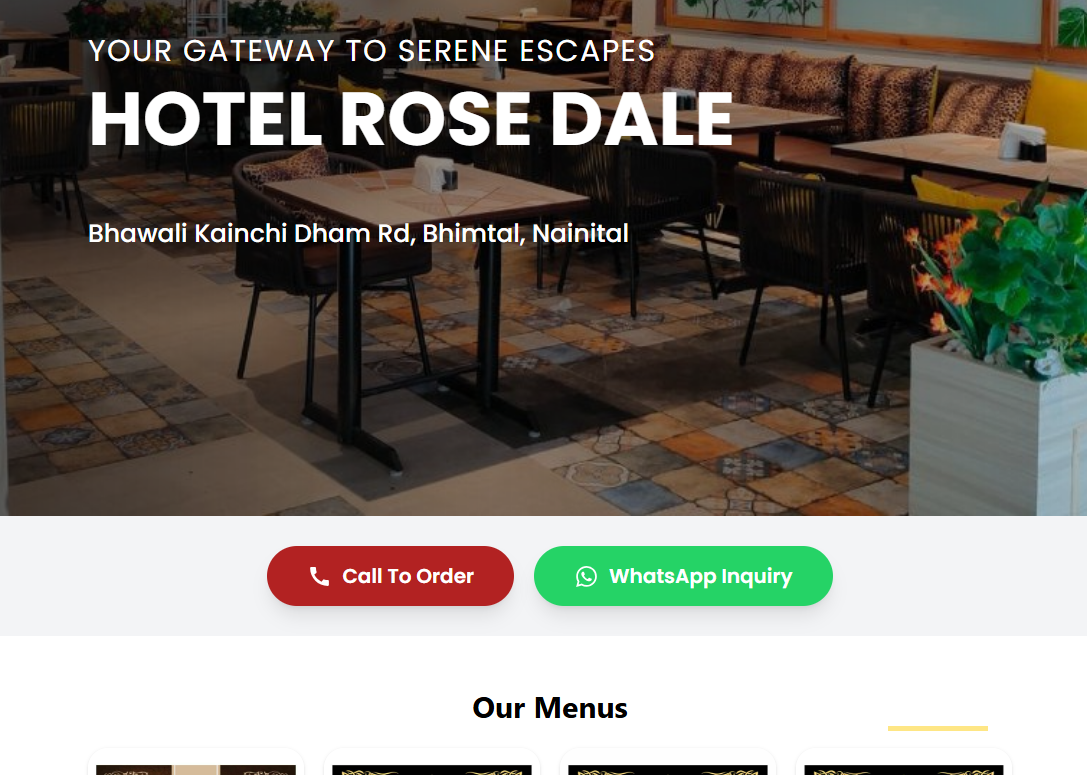 YOUR GATEWAY TO SERENE ESCAPES
HOTEL ROSE DALE
Bhawali Kainchi Dham Rd, Bhimtal, Nainital
Call To Order
WhatsApp Inquiry
Our Menus